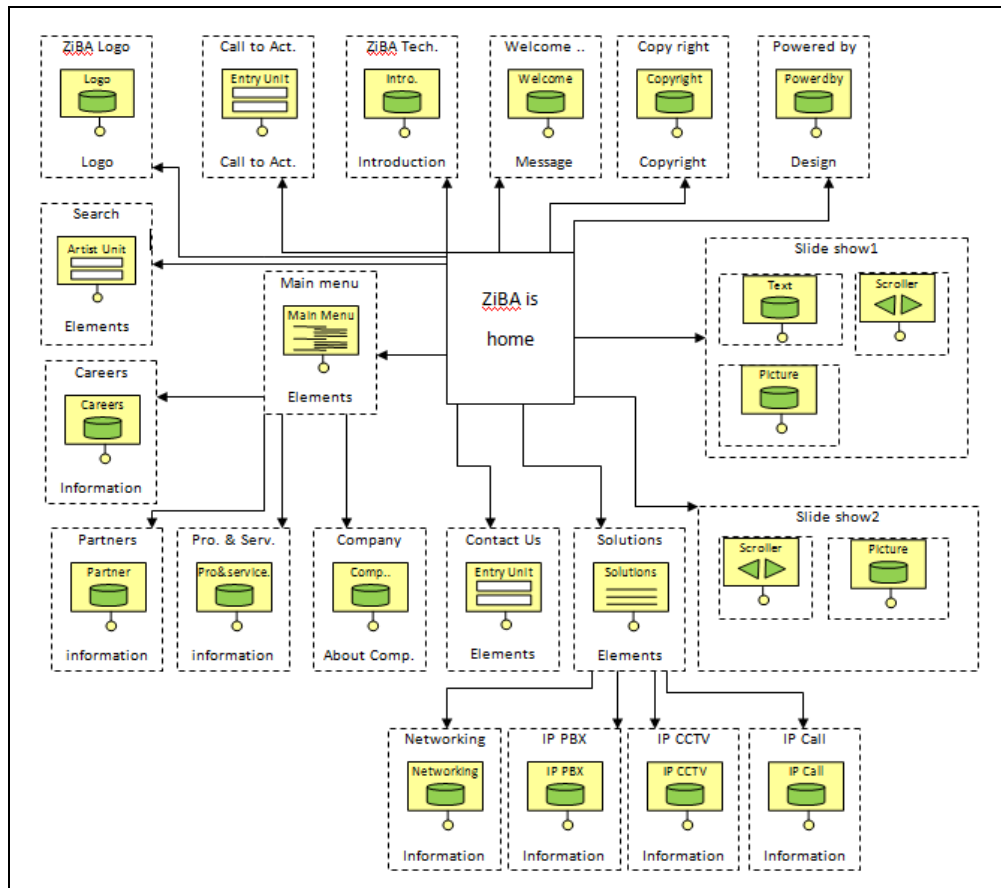 ZiBA Logo
Logo
Logo
Call to Act.
Entry Unit
Call to Act.
ZiBA Tech.
Intro.
Introduction
Welcome ..
Welcome
Message
Copy right
Copyright
Copyright
Powered by
Powerdby
Design
Search
Artist Unit
Elements
Main menu
Main Menu
Elements
ZiBA is
home
Slide show1
Text
Scroller
Picture
Careers
Careers
Information
Partners
Partner
information
Pro. & Serv.
Pro&service.
information
Company
Comp..
About Comp.
Contact Us
Entry Unit
Elements
Solutions
Solutions
Elements
Slide show2
Scroller
Picture
Networking
Networking
Information
IP PBX
IP PBX
Information
IP CCTV
IP CCTV
Information
IP Call
IP Call
Information